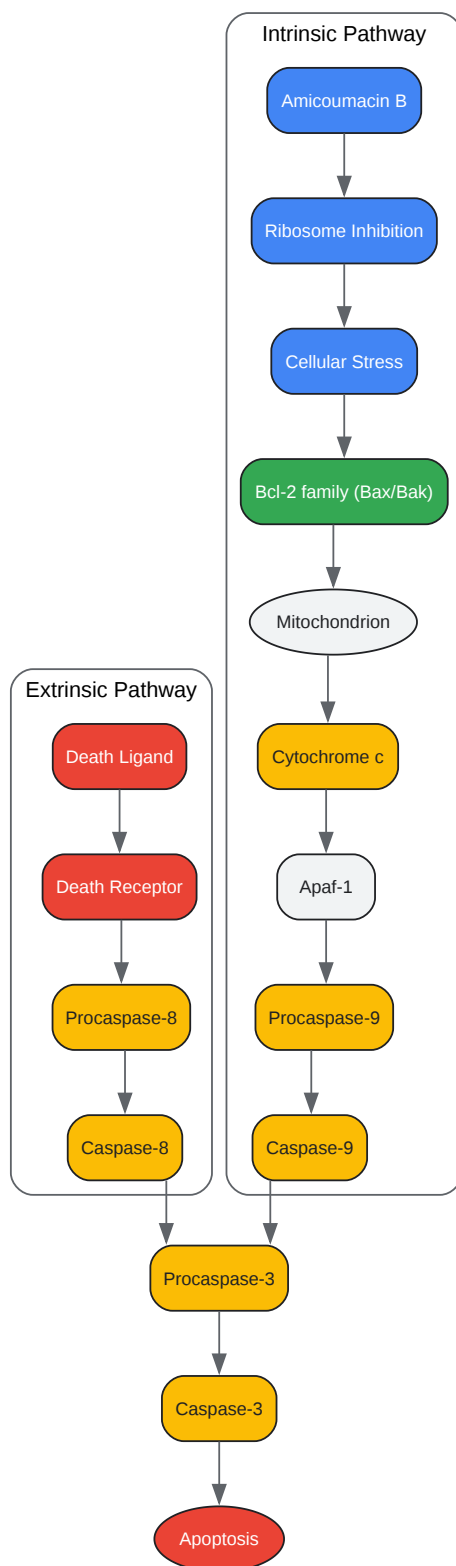 Intrinsic Pathway
Amicoumacin B
Ribosome Inhibition
Cellular Stress
Bcl-2 family (Bax/Bak)
Mitochondrion
Cytochrome c
Apaf-1
Procaspase-9
Caspase-9
Extrinsic Pathway
Death Ligand
Death Receptor
Procaspase-8
Caspase-8
Procaspase-3
Caspase-3
Apoptosis